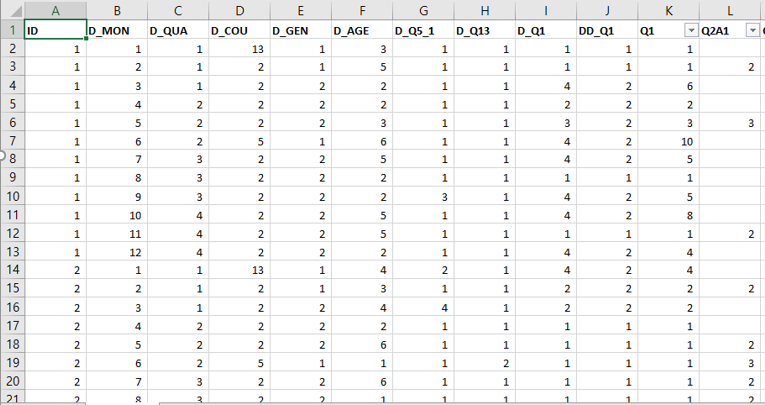 A B C D E F G H I J K L
1 ID D_MON D_QUA D_COU D_GEN D_AGE D_Q5_1 D_Q13 D_Q1 DD_Q1 Q1 Q2A1
2 1 1 1 13 1 3 1 1 1 1 1
3 1 2 1 2 1 5 1 1 1 1 1 2
4 1 3 1 2 2 2 1 1 4 2 6
5 1 4 2 2 2 2 1 1 2 2 2
6 1 5 2 2 2 3 1 1 3 2 3 3
7 1 6 2 5 1 6 1 1 4 2 10
8 1 7 3 2 2 5 1 1 4 2 5
9 1 8 3 2 2 2 1 1 1 1 1
10 1 9 3 2 2 2 3 1 4 2 5
11 1 10 4 2 2 5 1 1 4 2 8
12 1 11 4 2 2 5 1 1 1 1 1 2
13 1 12 4 2 2 2 1 1 4 2 4
14 2 1 1 13 1 4 2 1 4 2 4
15 2 2 1 2 1 3 1 1 2 2 2 2
16 2 3 1 2 2 4 4 1 2 2 2
17 2 4 2 2 2 2 1 1 1 1 1
18 2 5 2 2 2 6 1 1 1 1 1 2
19 2 6 2 5 1 1 1 2 1 1 1 3
20 2 7 3 2 2 6 1 1 1 1 1 2
21 2 8 3 2 2 1 1 1 1 1 1 2